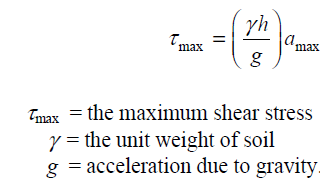 τmax = (γh/g) amax
τmax = the maximum shear stress
γ = the unit weight of soil
g = acceleration due to gravity.